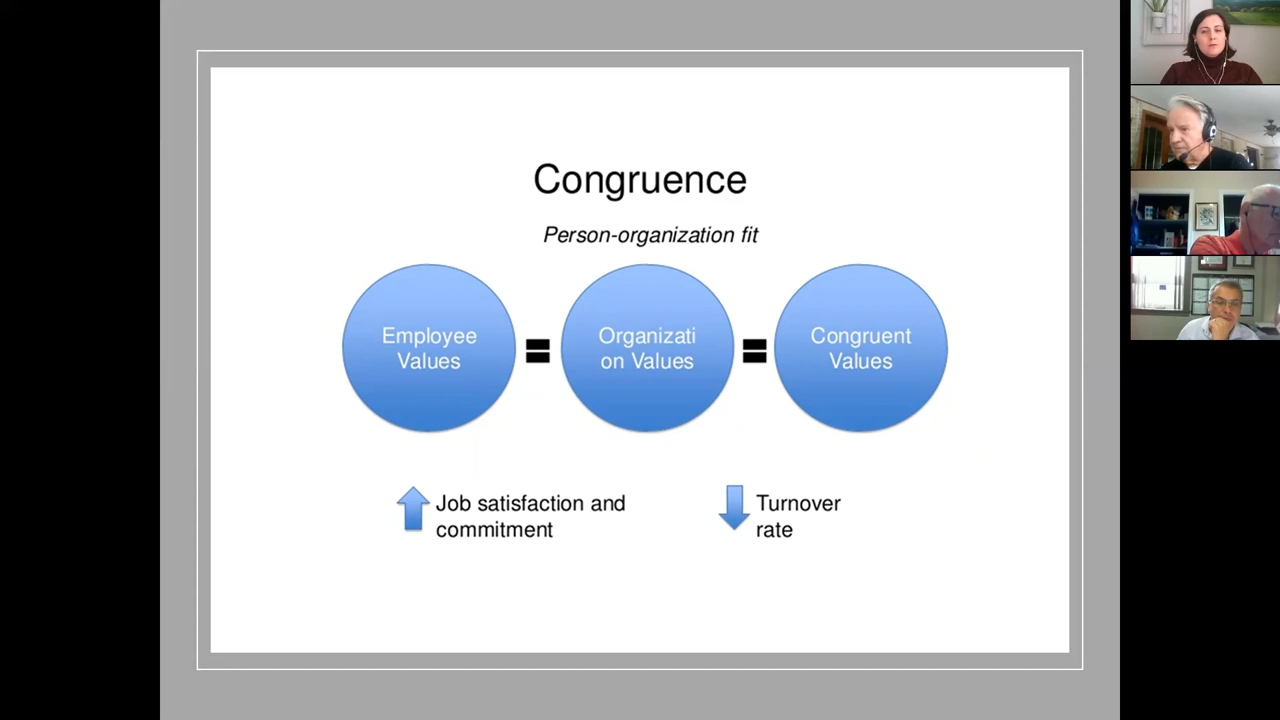 Congruence
Person-organization fit
Employee
Values
Organizati
on Values
Congruent
Values
Job satisfaction and
commitment
Turnover
rate